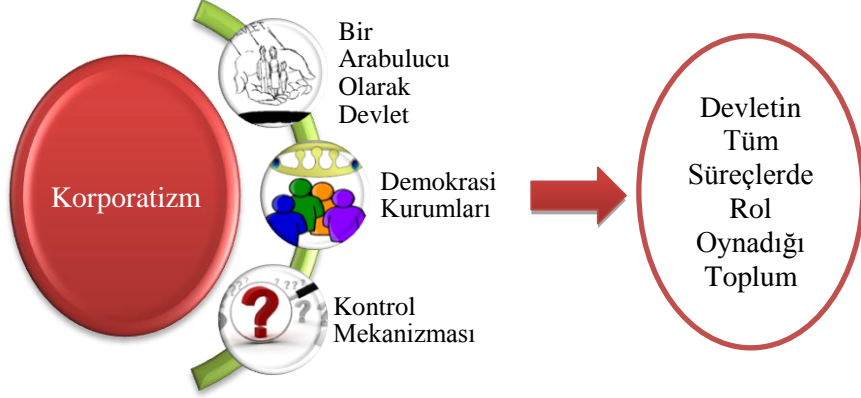 Korporatizm
Bir
Arabulucu
Olarak
Devlet
Demokrasi
Kurumları
Kontrol
Mekanizması
Devletin
Tüm
Süreçlerde
Rol
Oynadığı
Toplum